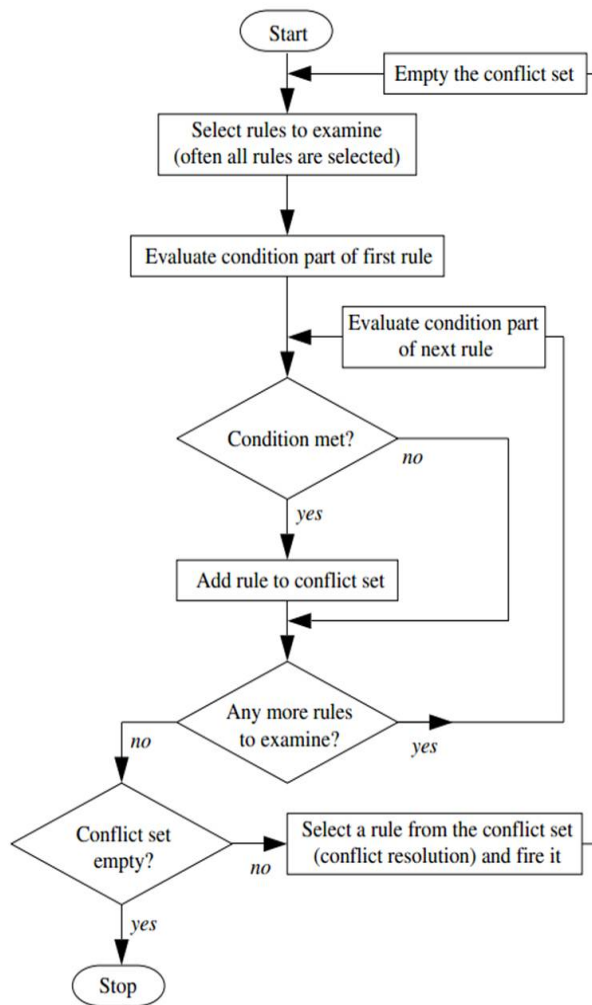 Start
Empty the conflict set
Select rules to examine
(often all rules are selected)
Evaluate condition part of first rule
Evaluate condition part
of next rule
Condition met?
no
yes
Add rule to conflict set
Any more rules
to examine?
no
yes
Conflict set
empty?
no
Select a rule from the conflict set
(conflict resolution) and fire it
yes
Stop